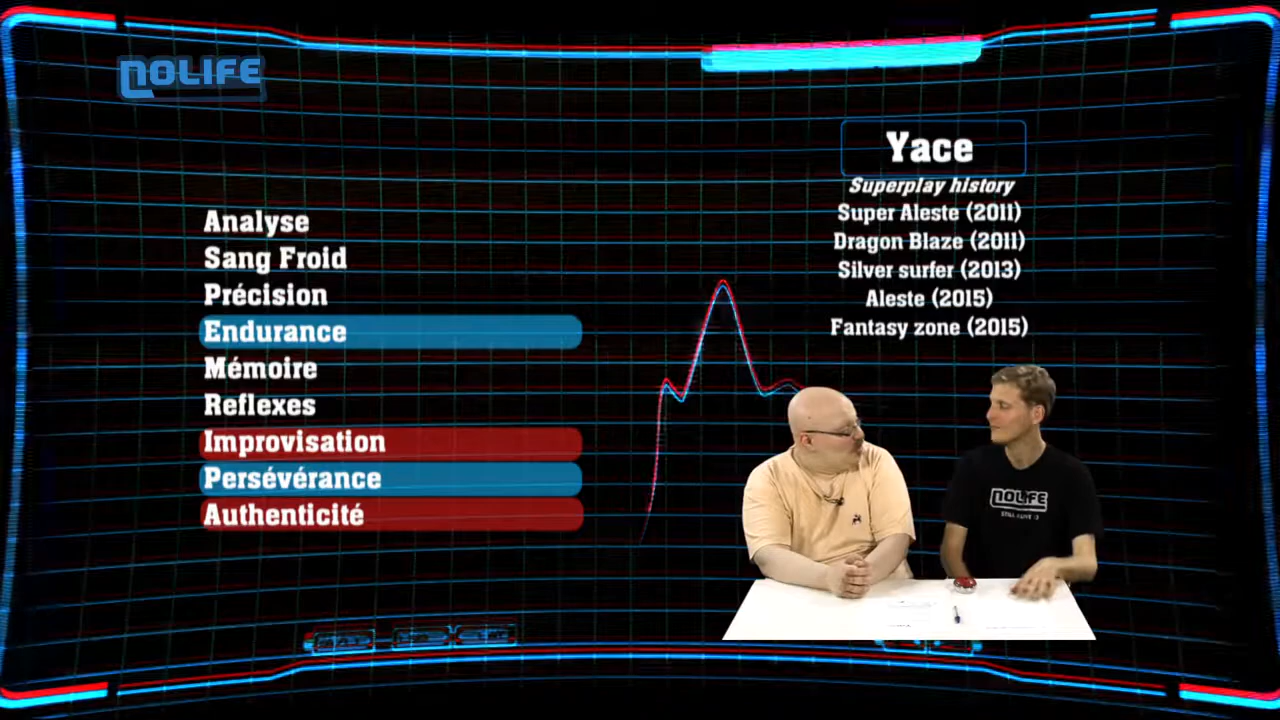 NOLIFE
Yace
Superplay history
Super Aleste (2011)
Dragon Blaze (2011)
Silver surfer (2013)
Aleste (2015)
Fantasy zone (2015)
Analyse
Sang Froid
Précision
Endurance
Mémoire
Reflexes
Improvisation
Persévérance
Authenticité
NOLIFE